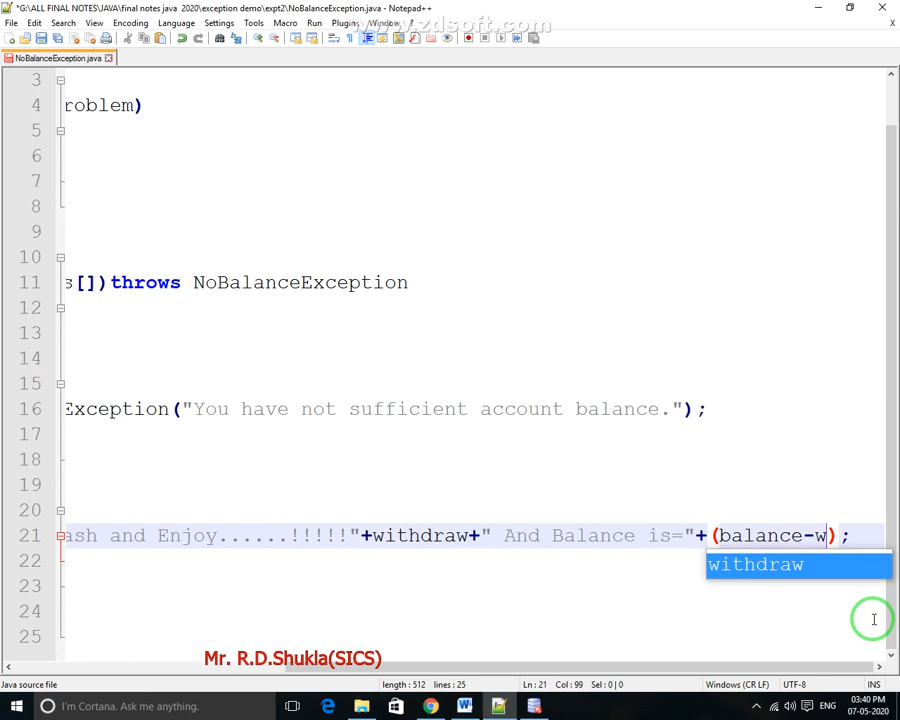 *G:\ALL FINAL NOTES\JAVA\final notes java  2020\exception demo\expt2\NoBalanceException.java - Notepad++
File Edit Search View Encoding Language Settings Tools Macro Run Plugins Window ?
www.zdsoft.com
NoBalanceException.java
3
4 roblem)
5
6
7
8
9
10
11 s[])throws NoBalanceException
12
13
14
15
16 Exception("You have not sufficient account balance.");
17
18
19
20
21 ash and Enjoy......!!!!!"+withdraw+" And Balance is="+(balance-w);
withdraw
22
23
24
25
Mr. R.D.Shukla(SICS)
Java source file length : 512 lines : 25 Ln : 21 Col : 99 Sel : 0 | 0 Windows (CR LF) UTF-8 INS
I'm Cortana. Ask me anything. 03:40 PM
07-05-2020